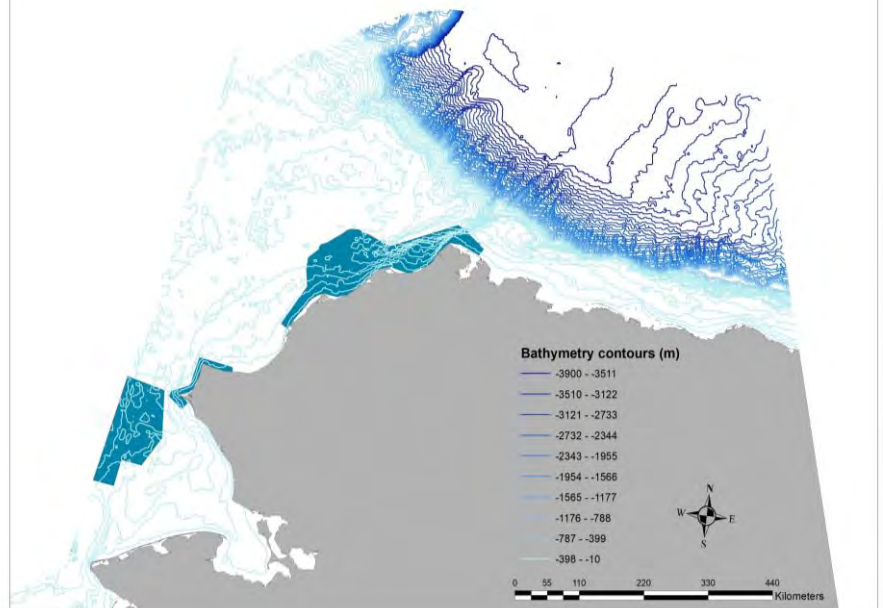 Bathymetry contours (m)
-3900 - -3511
-3510 - -3122
-3121 - -2733
-2732 - -2344
-2343 - -1955
-1954 - -1566
-1565 - -1177
-1176 - -788
-787 - -399
-398 - -10
N
W E
S
0 55 110 220 330 440
Kilometers